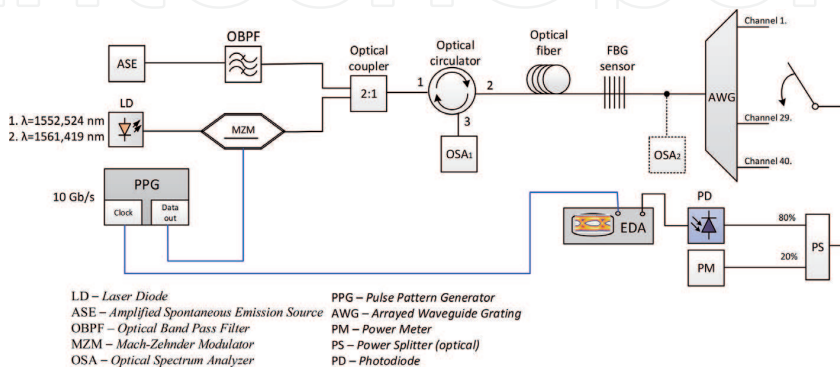 ASE
OBPF
Optical
coupler
2:1
Optical
circulator
1
2
3
OSA1
Optical
fiber
FBG
sensor
OSA2
AWG
Channel 1.
Channel 29.
Channel 40.
1. λ=1552,524 nm
2. λ=1561,419 nm
LD
MZM
10 Gb/s
PPG
Clock
Data
out
EDA
PD
PM
80%
20%
PS
LD – Laser Diode
ASE – Amplified Spontaneous Emission Source
OBPF – Optical Band Pass Filter
MZM – Mach-Zehnder Modulator
OSA – Optical Spectrum Analyzer
PPG – Pulse Pattern Generator
AWG – Arrayed Waveguide Grating
PM – Power Meter
PS – Power Splitter (optical)
PD – Photodiode